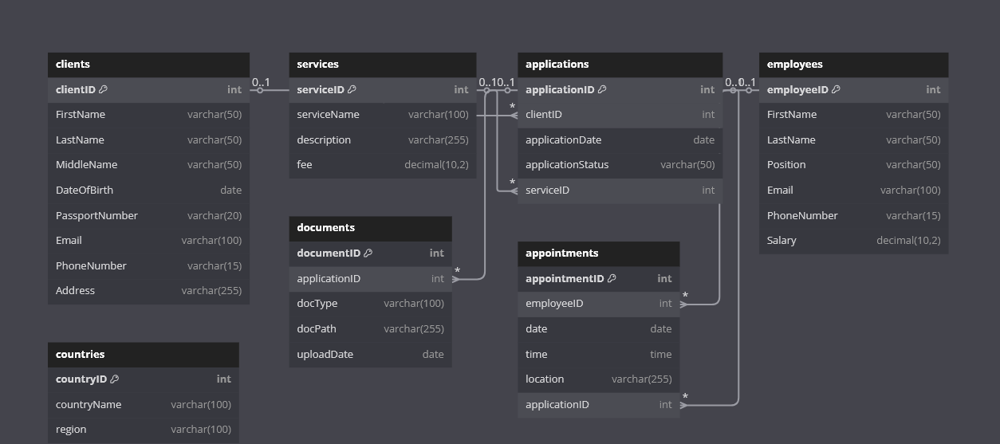 clients
clientID int
FirstName varchar(50)
LastName varchar(50)
MiddleName varchar(50)
DateOfBirth date
PassportNumber varchar(20)
Email varchar(100)
PhoneNumber varchar(15)
Address varchar(255)
0..1
services
serviceID int
serviceName varchar(100)
description varchar(255)
fee decimal(10,2)
0..1
0..1
*
*
applications
applicationID int
clientID int
applicationDate date
applicationStatus varchar(50)
serviceID int
0..1
0..1
employees
employeeID int
FirstName varchar(50)
LastName varchar(50)
Position varchar(50)
Email varchar(100)
PhoneNumber varchar(15)
Salary decimal(10,2)
documents
documentID int
applicationID int
docType varchar(100)
docPath varchar(255)
uploadDate date
*
appointments
appointmentID int
employeeID int
date date
time time
location varchar(255)
applicationID int
*
*
countries
countryID int
countryName varchar(100)
region varchar(100)